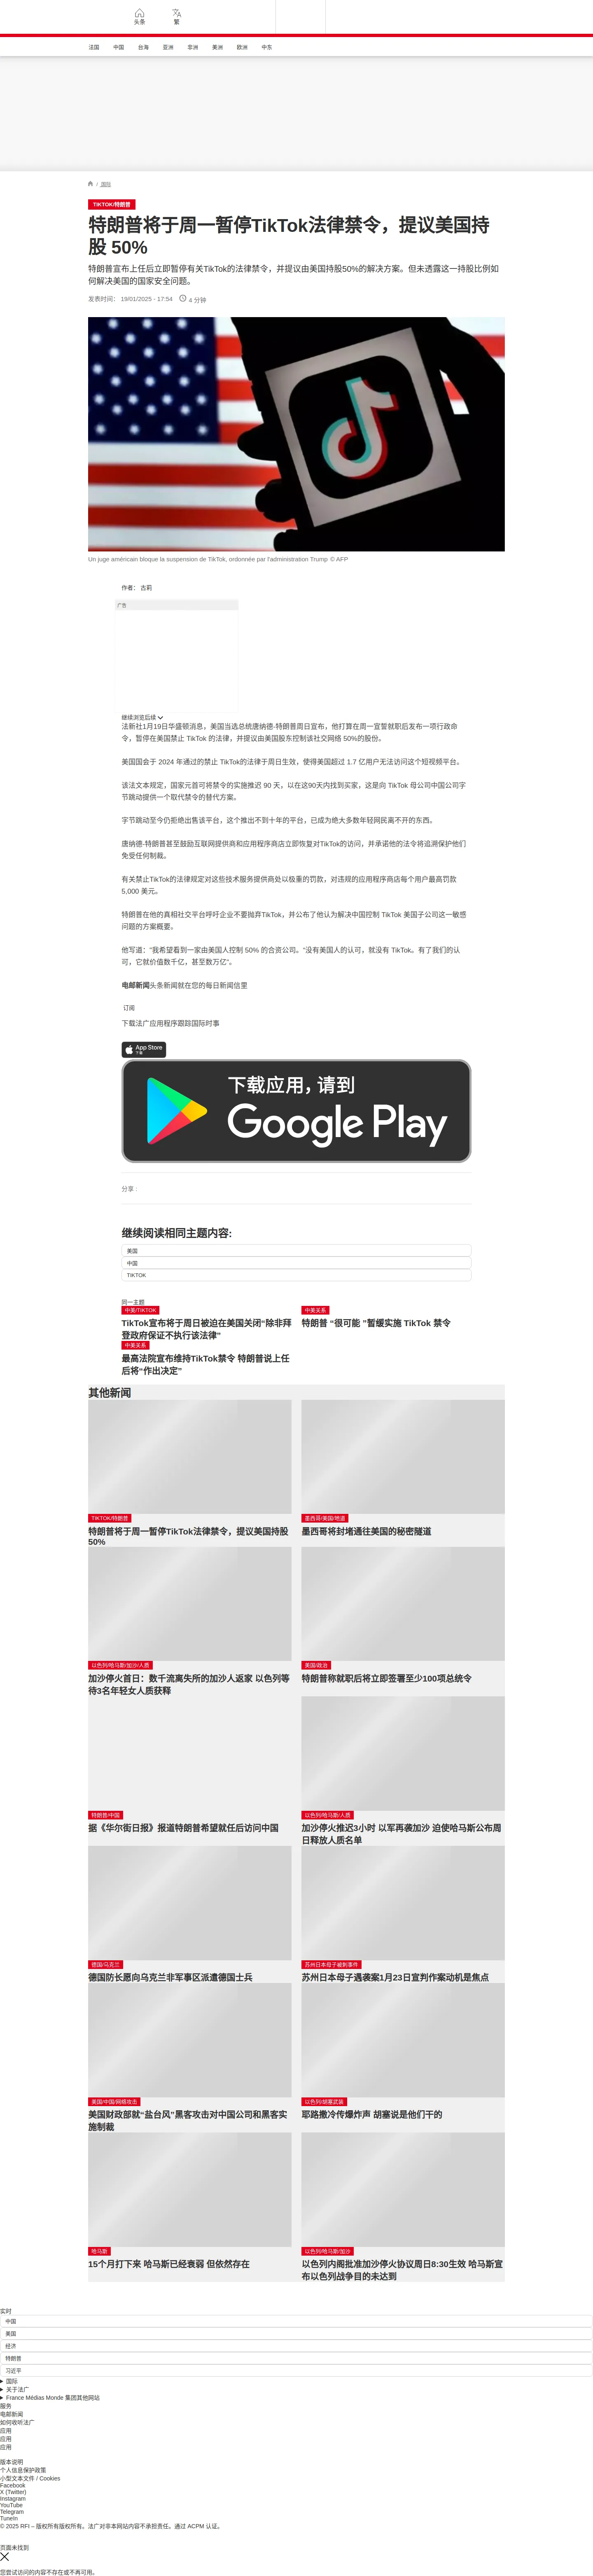 头条
繁
法国
中国
台海
亚洲
非洲
美洲
欧洲
中东
/ 国际
TIKTOK/特朗普
特朗普将于周一暂停TikTok法律禁令，提议美国持
股 50%
特朗普宣布上任后立即暂停有关TikTok的法律禁令，并提议由美国持股50%的解决方案。但未透露这一持股比例如
何解决美国的国家安全问题。
发表时间： 19/01/2025 - 17:54 4 分钟
Un juge américain bloque la suspension de TikTok, ordonnée par l'administration Trump © AFP
作者： 古莉
广告
继续浏览后续
法新社1月19日华盛顿消息，美国当选总统唐纳德-特朗普周日宣布，他打算在周一宣誓就职后发布一项行政命
令，暂停在美国禁止 TikTok 的法律，并提议由美国股东控制该社交网络 50%的股份。
美国国会于 2024 年通过的禁止 TikTok的法律于周日生效，使得美国超过 1.7 亿用户无法访问这个短视频平台。
该法文本规定，国家元首可将禁令的实施推迟 90 天，以在这90天内找到买家，这是向 TikTok 母公司中国公司字
节跳动提供一个取代禁令的替代方案。
字节跳动至今仍拒绝出售该平台，这个推出不到十年的平台，已成为绝大多数年轻网民离不开的东西。
唐纳德-特朗普甚至鼓励互联网提供商和应用程序商店立即恢复对TikTok的访问，并承诺他的法令将追溯保护他们
免受任何制裁。
有关禁止TikTok的法律规定对这些技术服务提供商处以极重的罚款，对违规的应用程序商店每个用户最高罚款
5,000 美元。
特朗普在他的真相社交平台呼吁企业不要抛弃TikTok，并公布了他认为解决中国控制 TikTok 美国子公司这一敏感
问题的方案概要。
他写道："我希望看到一家由美国人控制 50% 的合资公司。"没有美国人的认可，就没有 TikTok。有了我们的认
可，它就价值数千亿，甚至数万亿"。
电邮新闻头条新闻就在您的每日新闻信里
订阅
下载法广应用程序跟踪国际时事
App Store
下载
下载应用，请到
Google Play
分享 :
继续阅读相同主题内容:
美国
中国
TIKTOK
同一主题
中美/TIKTOK
TikTok宣布将于周日被迫在美国关闭“除非拜
登政府保证不执行该法律”
中美关系
特朗普 “很可能 ”暂缓实施 TikTok 禁令
中美关系
最高法院宣布维持TikTok禁令 特朗普说上任
后将“作出决定”
其他新闻
TIKTOK/特朗普
特朗普将于周一暂停TikTok法律禁令，提议美国持股
50%
墨西哥/美国/地道
墨西哥将封堵通往美国的秘密隧道
以色列/哈马斯/加沙/人质
加沙停火首日：数千流离失所的加沙人返家 以色列等
待3名年轻女人质获释
美国/政治
特朗普称就职后将立即签署至少100项总统令
特朗普/中国
据《华尔街日报》报道特朗普希望就任后访问中国
以色列/哈马斯/人质
加沙停火推迟3小时 以军再袭加沙 迫使哈马斯公布周
日释放人质名单
德国/乌克兰
德国防长愿向乌克兰非军事区派遣德国士兵
苏州日本母子被刺事件
苏州日本母子遇袭案1月23日宣判作案动机是焦点
美国/中国/网络攻击
美国财政部就“盐台风”黑客攻击对中国公司和黑客实
施制裁
以色列/胡塞武装
耶路撒冷传爆炸声 胡塞说是他们干的
哈马斯
15个月打下来 哈马斯已经衰弱 但依然存在
以色列/哈马斯/加沙
以色列内阁批准加沙停火协议周日8:30生效 哈马斯宣
布以色列战争目的未达到
实时
中国
美国
经济
特朗普
习近平
国际
关于法广
France Médias Monde 集团其他网站
服务
电邮新闻
如何收听法广
应用
应用
应用
版本说明
个人信息保护政策
小型文本文件 / Cookies
Facebook
X (Twitter)
Instagram
YouTube
Telegram
TuneIn
© 2025 RFI – 版权所有版权所有。法广对非本网站内容不承担责任。通过 ACPM 认证。
页面未找到
您尝试访问的内容不存在或不再可用。